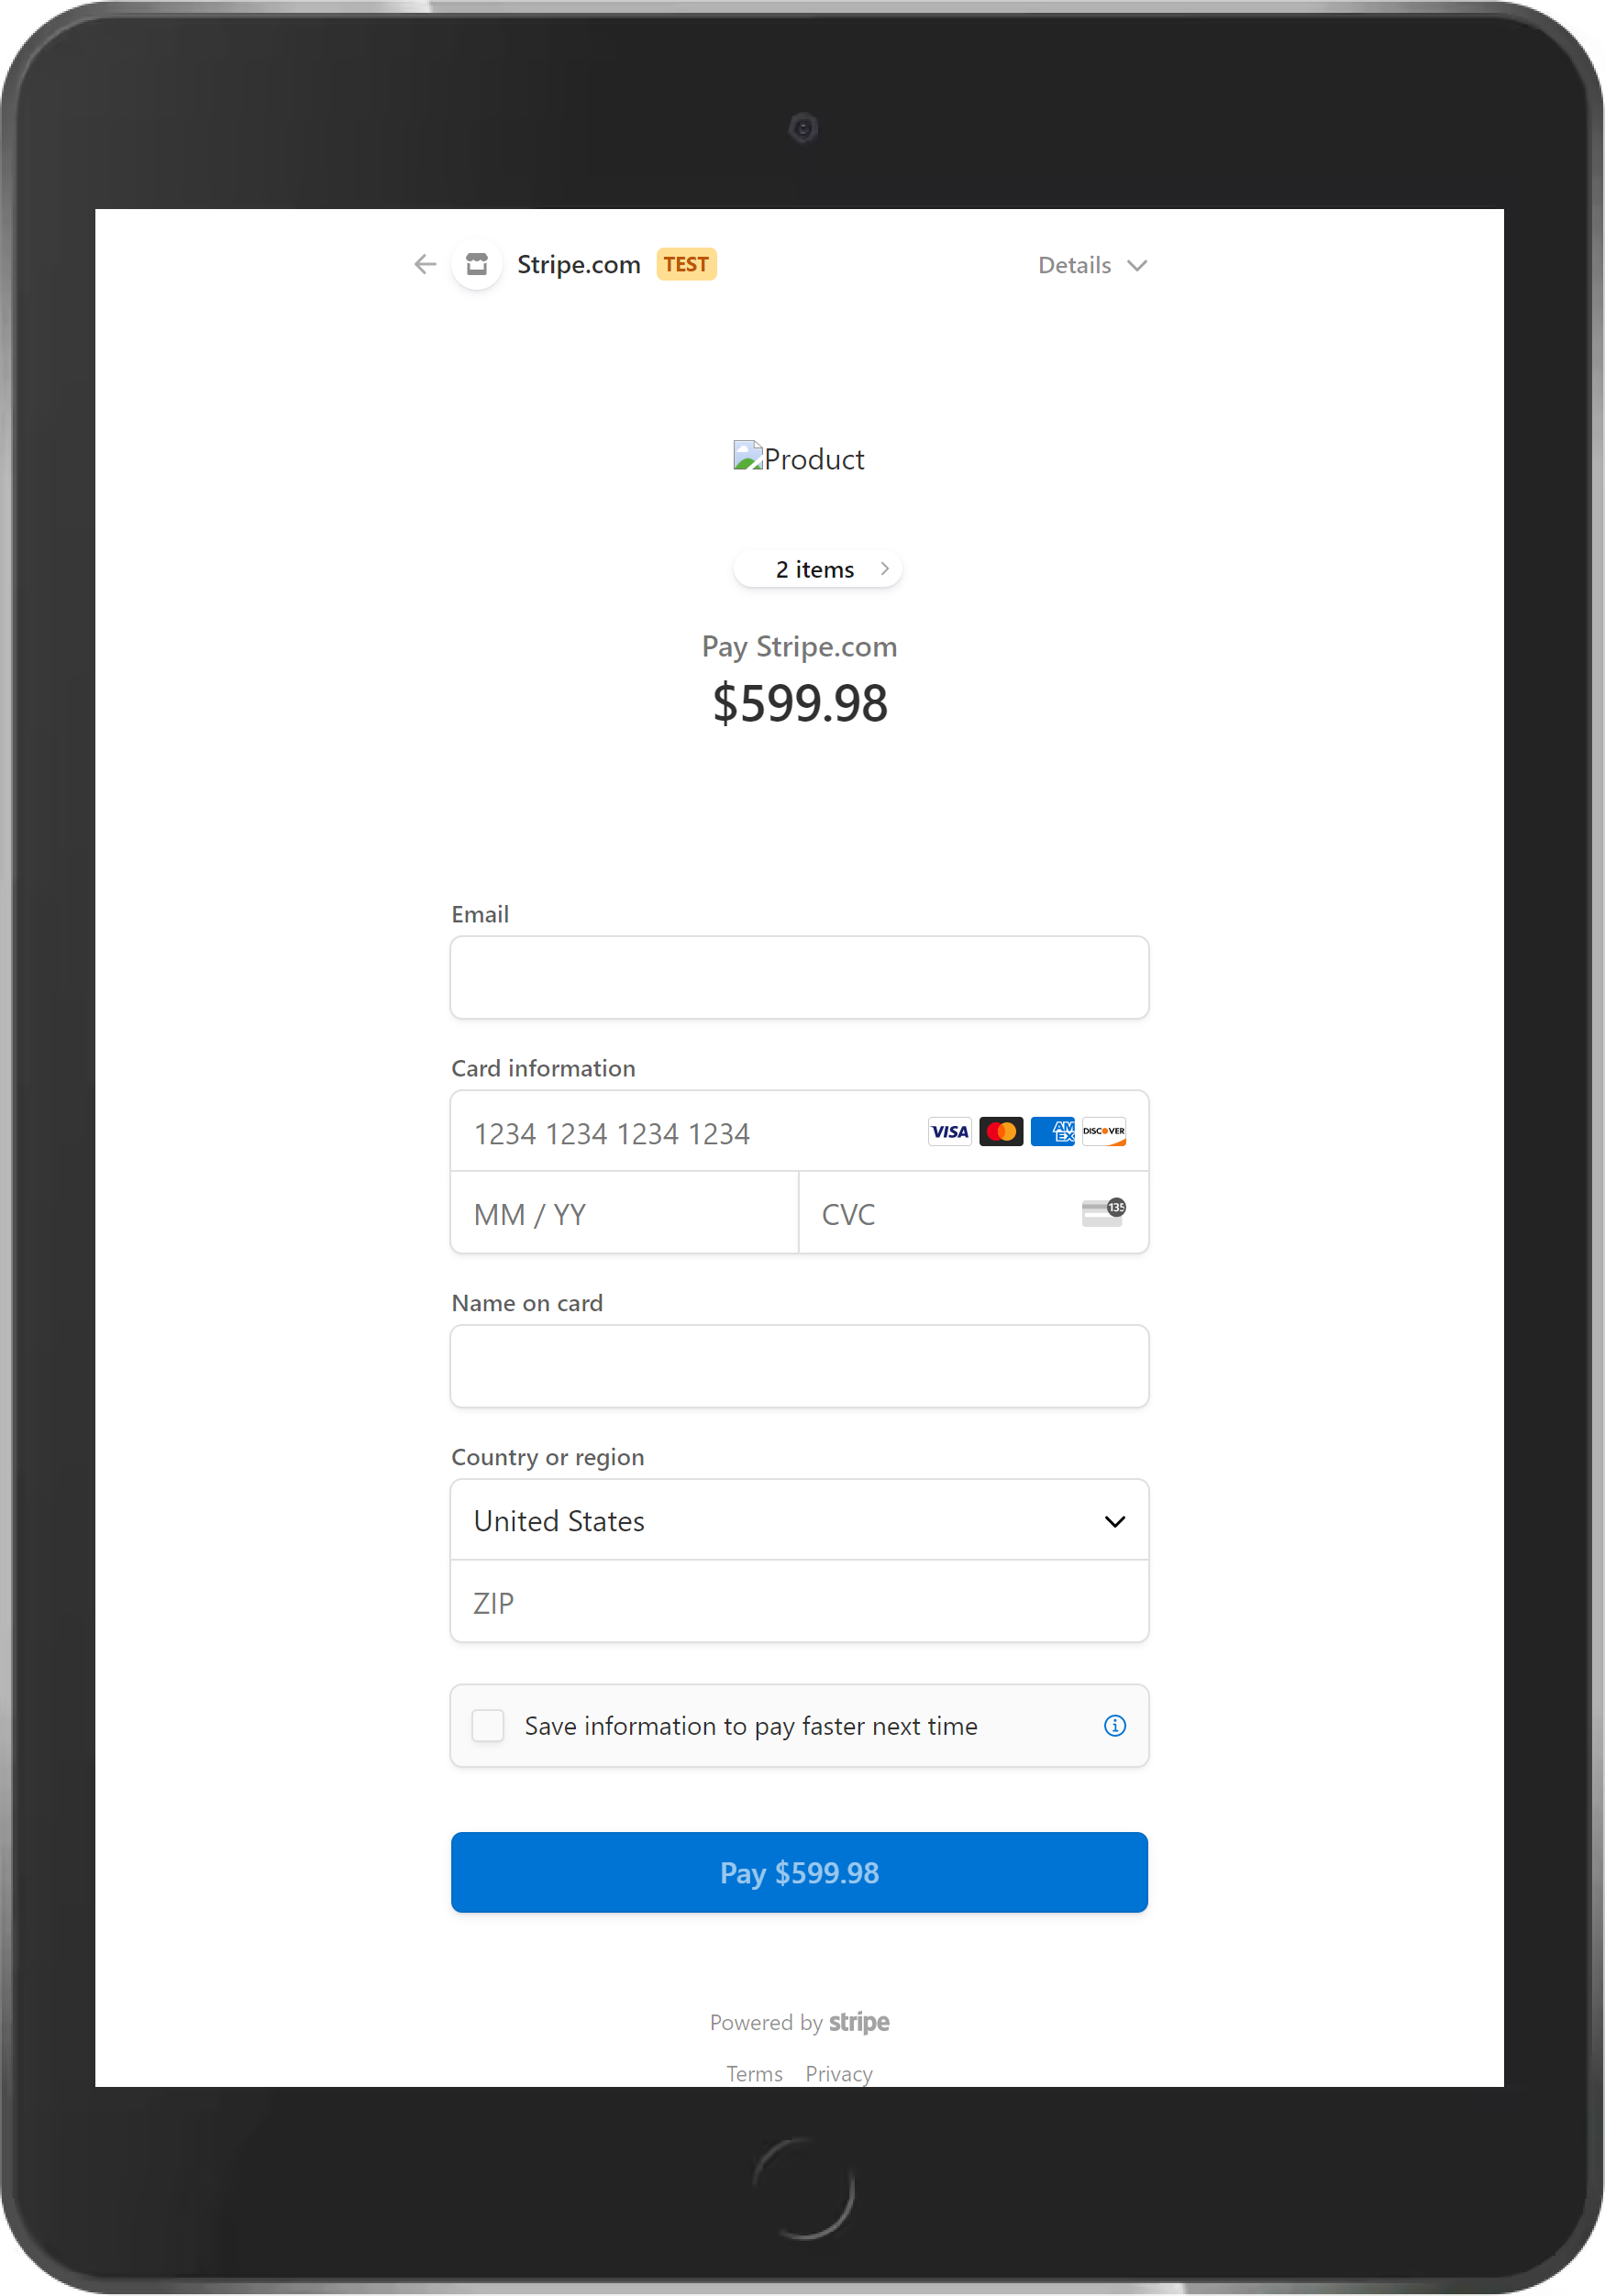 Stripe.com TEST Details
Product
2 items
Pay Stripe.com
$599.98
Email
Card information
1234 1234 1234 1234 VISA AMEX DISCOVER
MM / YY CVC 135
Name on card
Country or region
United States
ZIP
Save information to pay faster next time
Pay $599.98
Powered by stripe
Terms Privacy